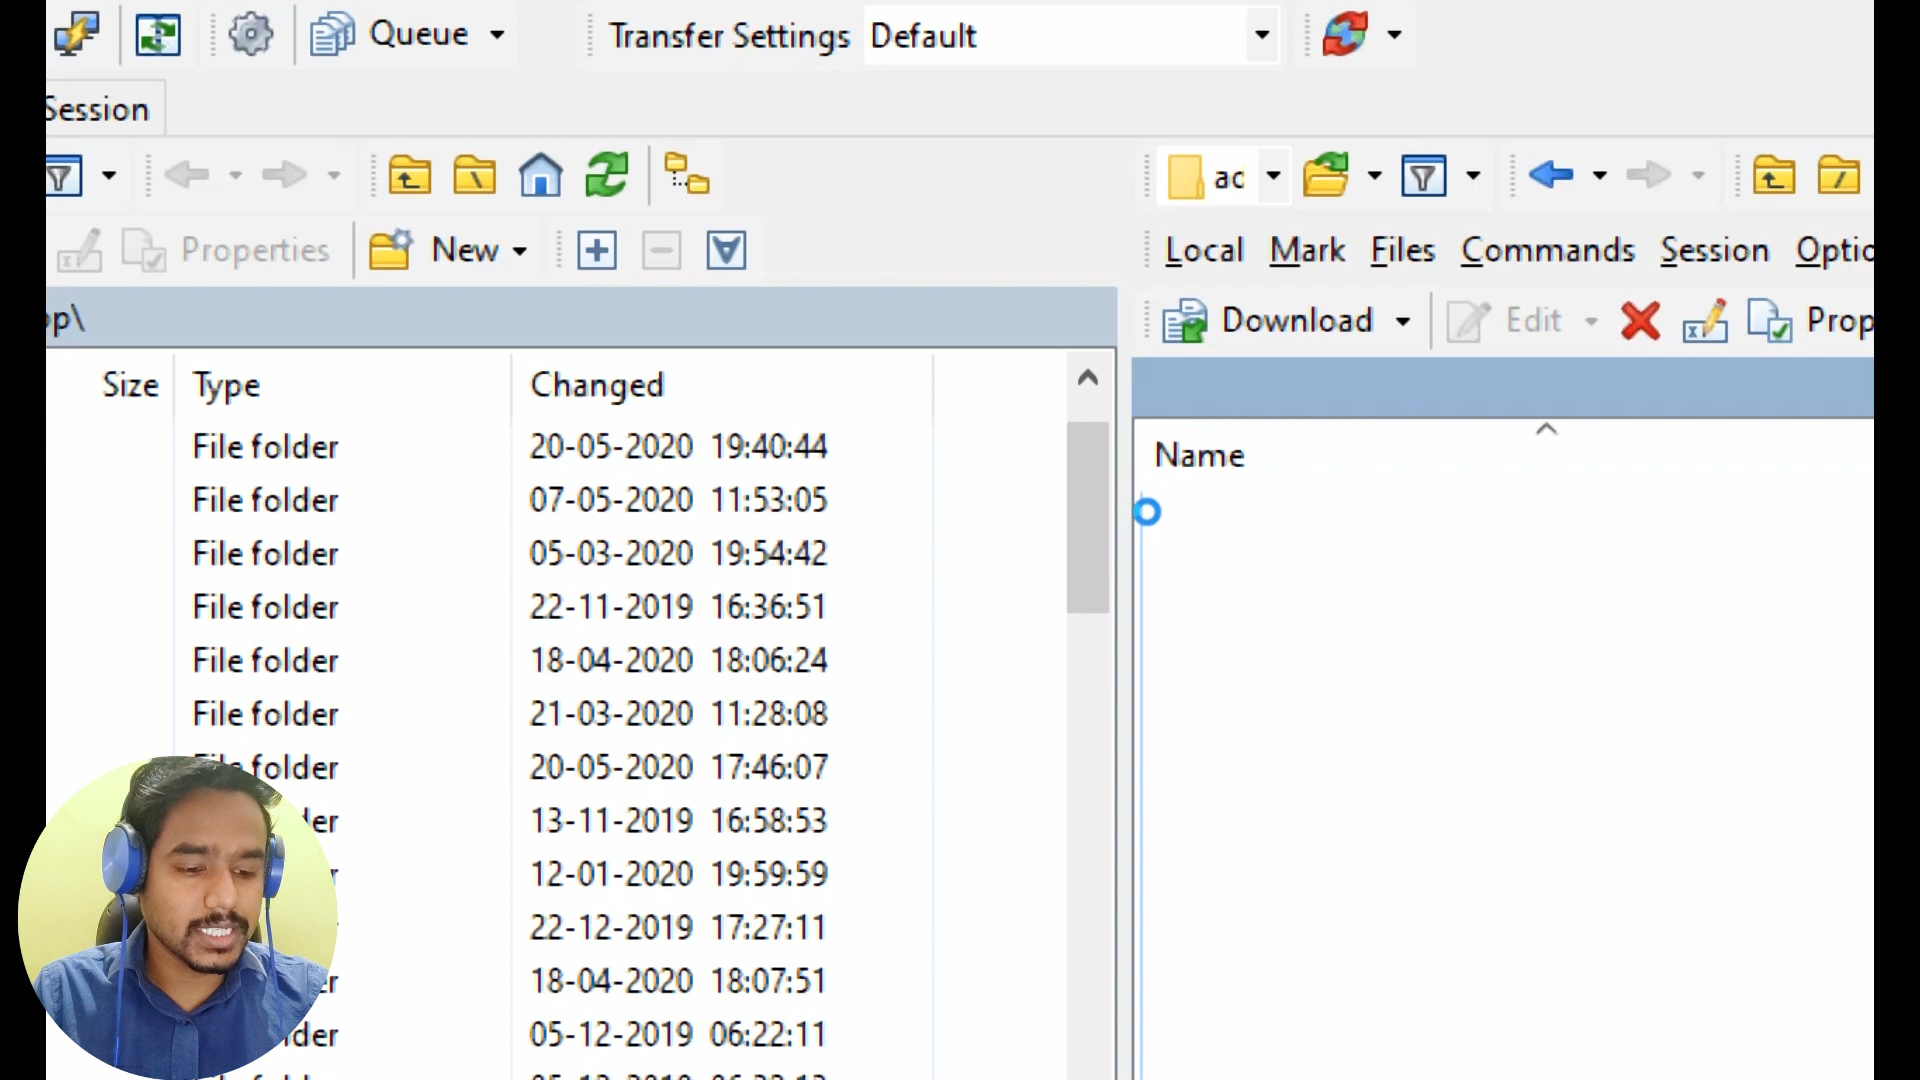 Queue
Transfer Settings Default
Session
Properties New
op\
Size Type Changed
File folder 20-05-2020 19:40:44
File folder 07-05-2020 11:53:05
File folder 05-03-2020 19:54:42
File folder 22-11-2019 16:36:51
File folder 18-04-2020 18:06:24
File folder 21-03-2020 11:28:08
File folder 20-05-2020 17:46:07
der 13-11-2019 16:58:53
12-01-2020 19:59:59
22-12-2019 17:27:11
er 18-04-2020 18:07:51
der 05-12-2019 06:22:11
ac
Local Mark Files Commands Session Optio
Download Edit Prop
Name